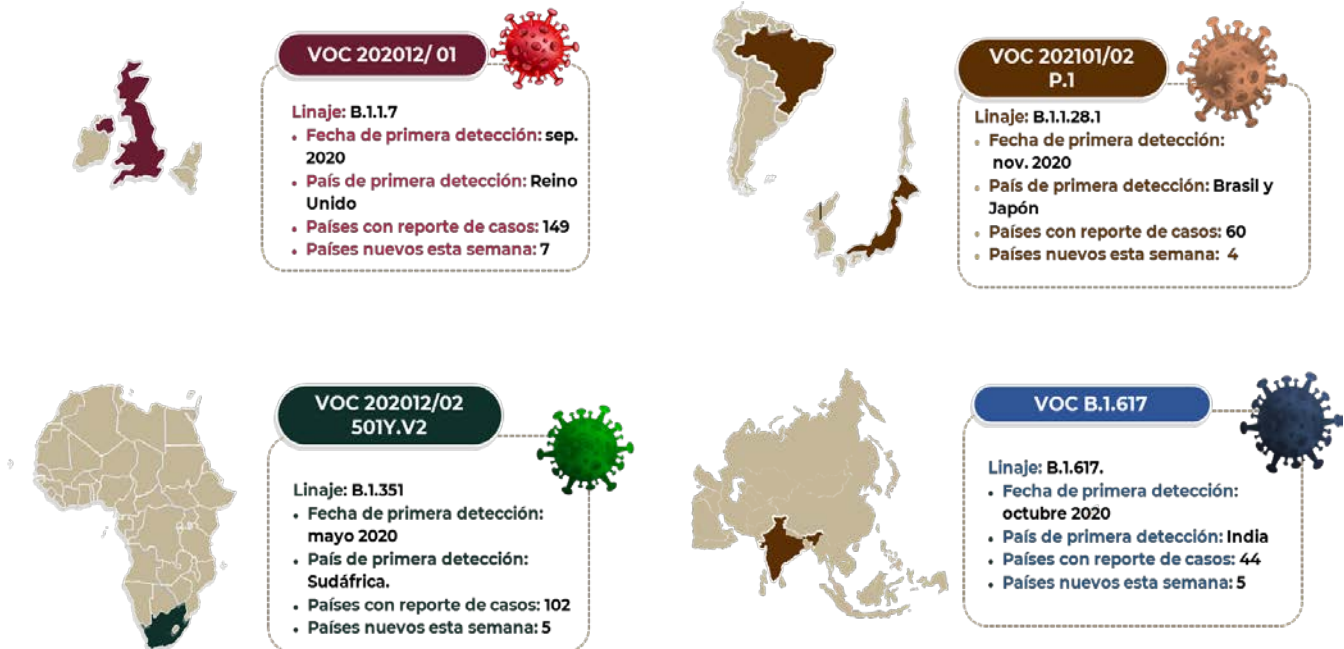 VOC 202012/ 01
Linaje: B.1.1.7
• Fecha de primera detección: sep.
2020
• País de primera detección: Reino
Unido
• Países con reporte de casos: 149
• Países nuevos esta semana: 7
VOC 202101/02
P.1
Linaje: B.1.1.28.1
• Fecha de primera detección:
nov. 2020
• País de primera detección: Brasil y
Japón
• Países con reporte de casos: 60
• Países nuevos esta semana: 4
VOC 202012/02
501Y.V2
Linaje: B.1.351
• Fecha de primera detección:
mayo 2020
• País de primera detección:
Sudáfrica.
• Países con reporte de casos: 102
• Países nuevos esta semana: 5
VOC B.1.617
Linaje: B.1.617.
• Fecha de primera detección:
octubre 2020
• País de primera detección: India
• Países con reporte de casos: 44
• Países nuevos esta semana: 5